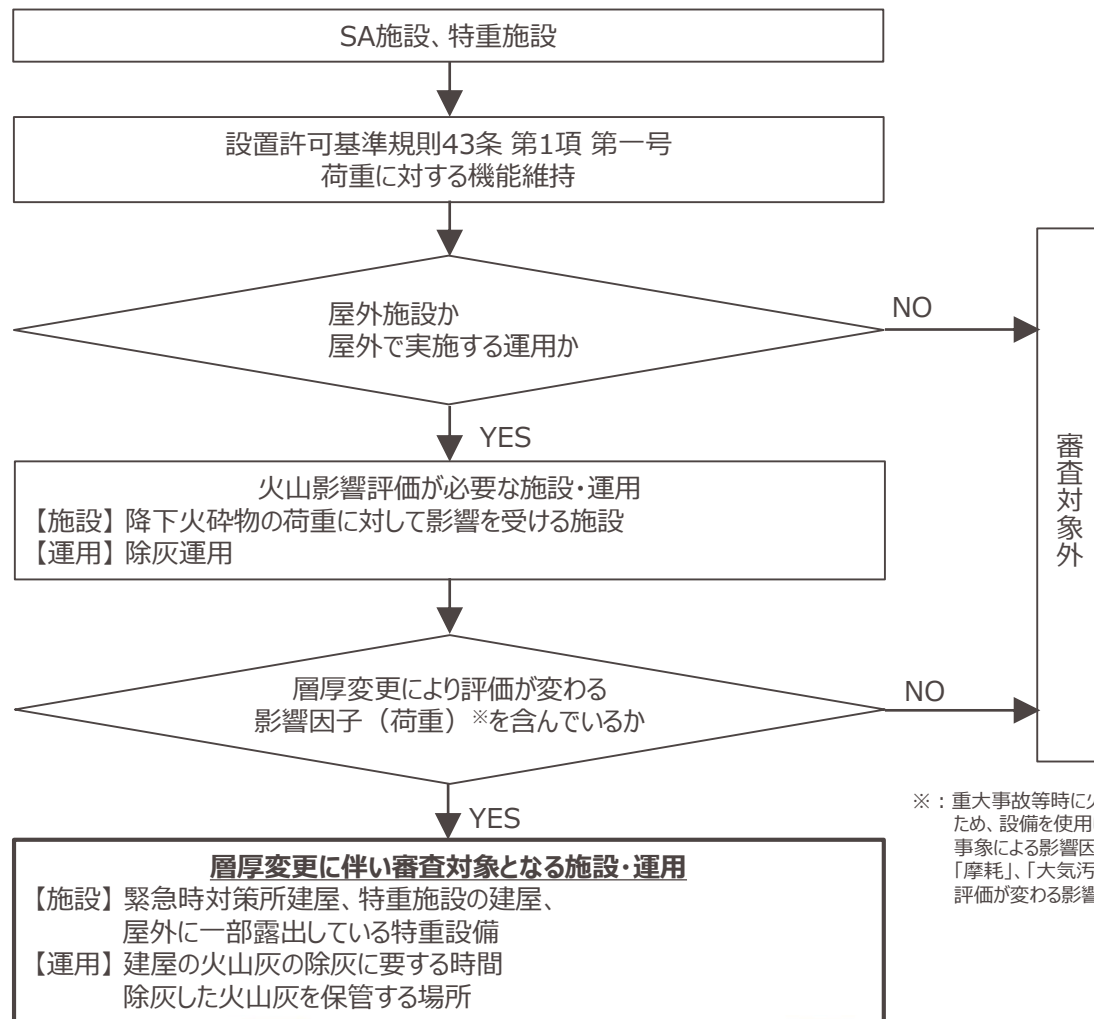 SA施設、特重施設
設置許可基準規則43条 第1項 第一号
荷重に対する機能維持
屋外施設か
屋外で実施する運用か
NO
YES
火山影響評価が必要な施設・運用
【施設】降下火砕物の荷重に対して影響を受ける施設
【運用】除灰運用
審査対象外
層厚変更により評価が変わる
影響因子（荷重）※を含んでいるか
NO
YES
※：重大事故等時に火
ため、設備を使用
事象による影響因
「摩耗」、「大気汚
評価が変わる影響
層厚変更に伴い審査対象となる施設・運用
【施設】緊急時対策所建屋、特重施設の建屋、
屋外に一部露出している特重設備
【運用】建屋の火山灰の除灰に要する時間
除灰した火山灰を保管する場所